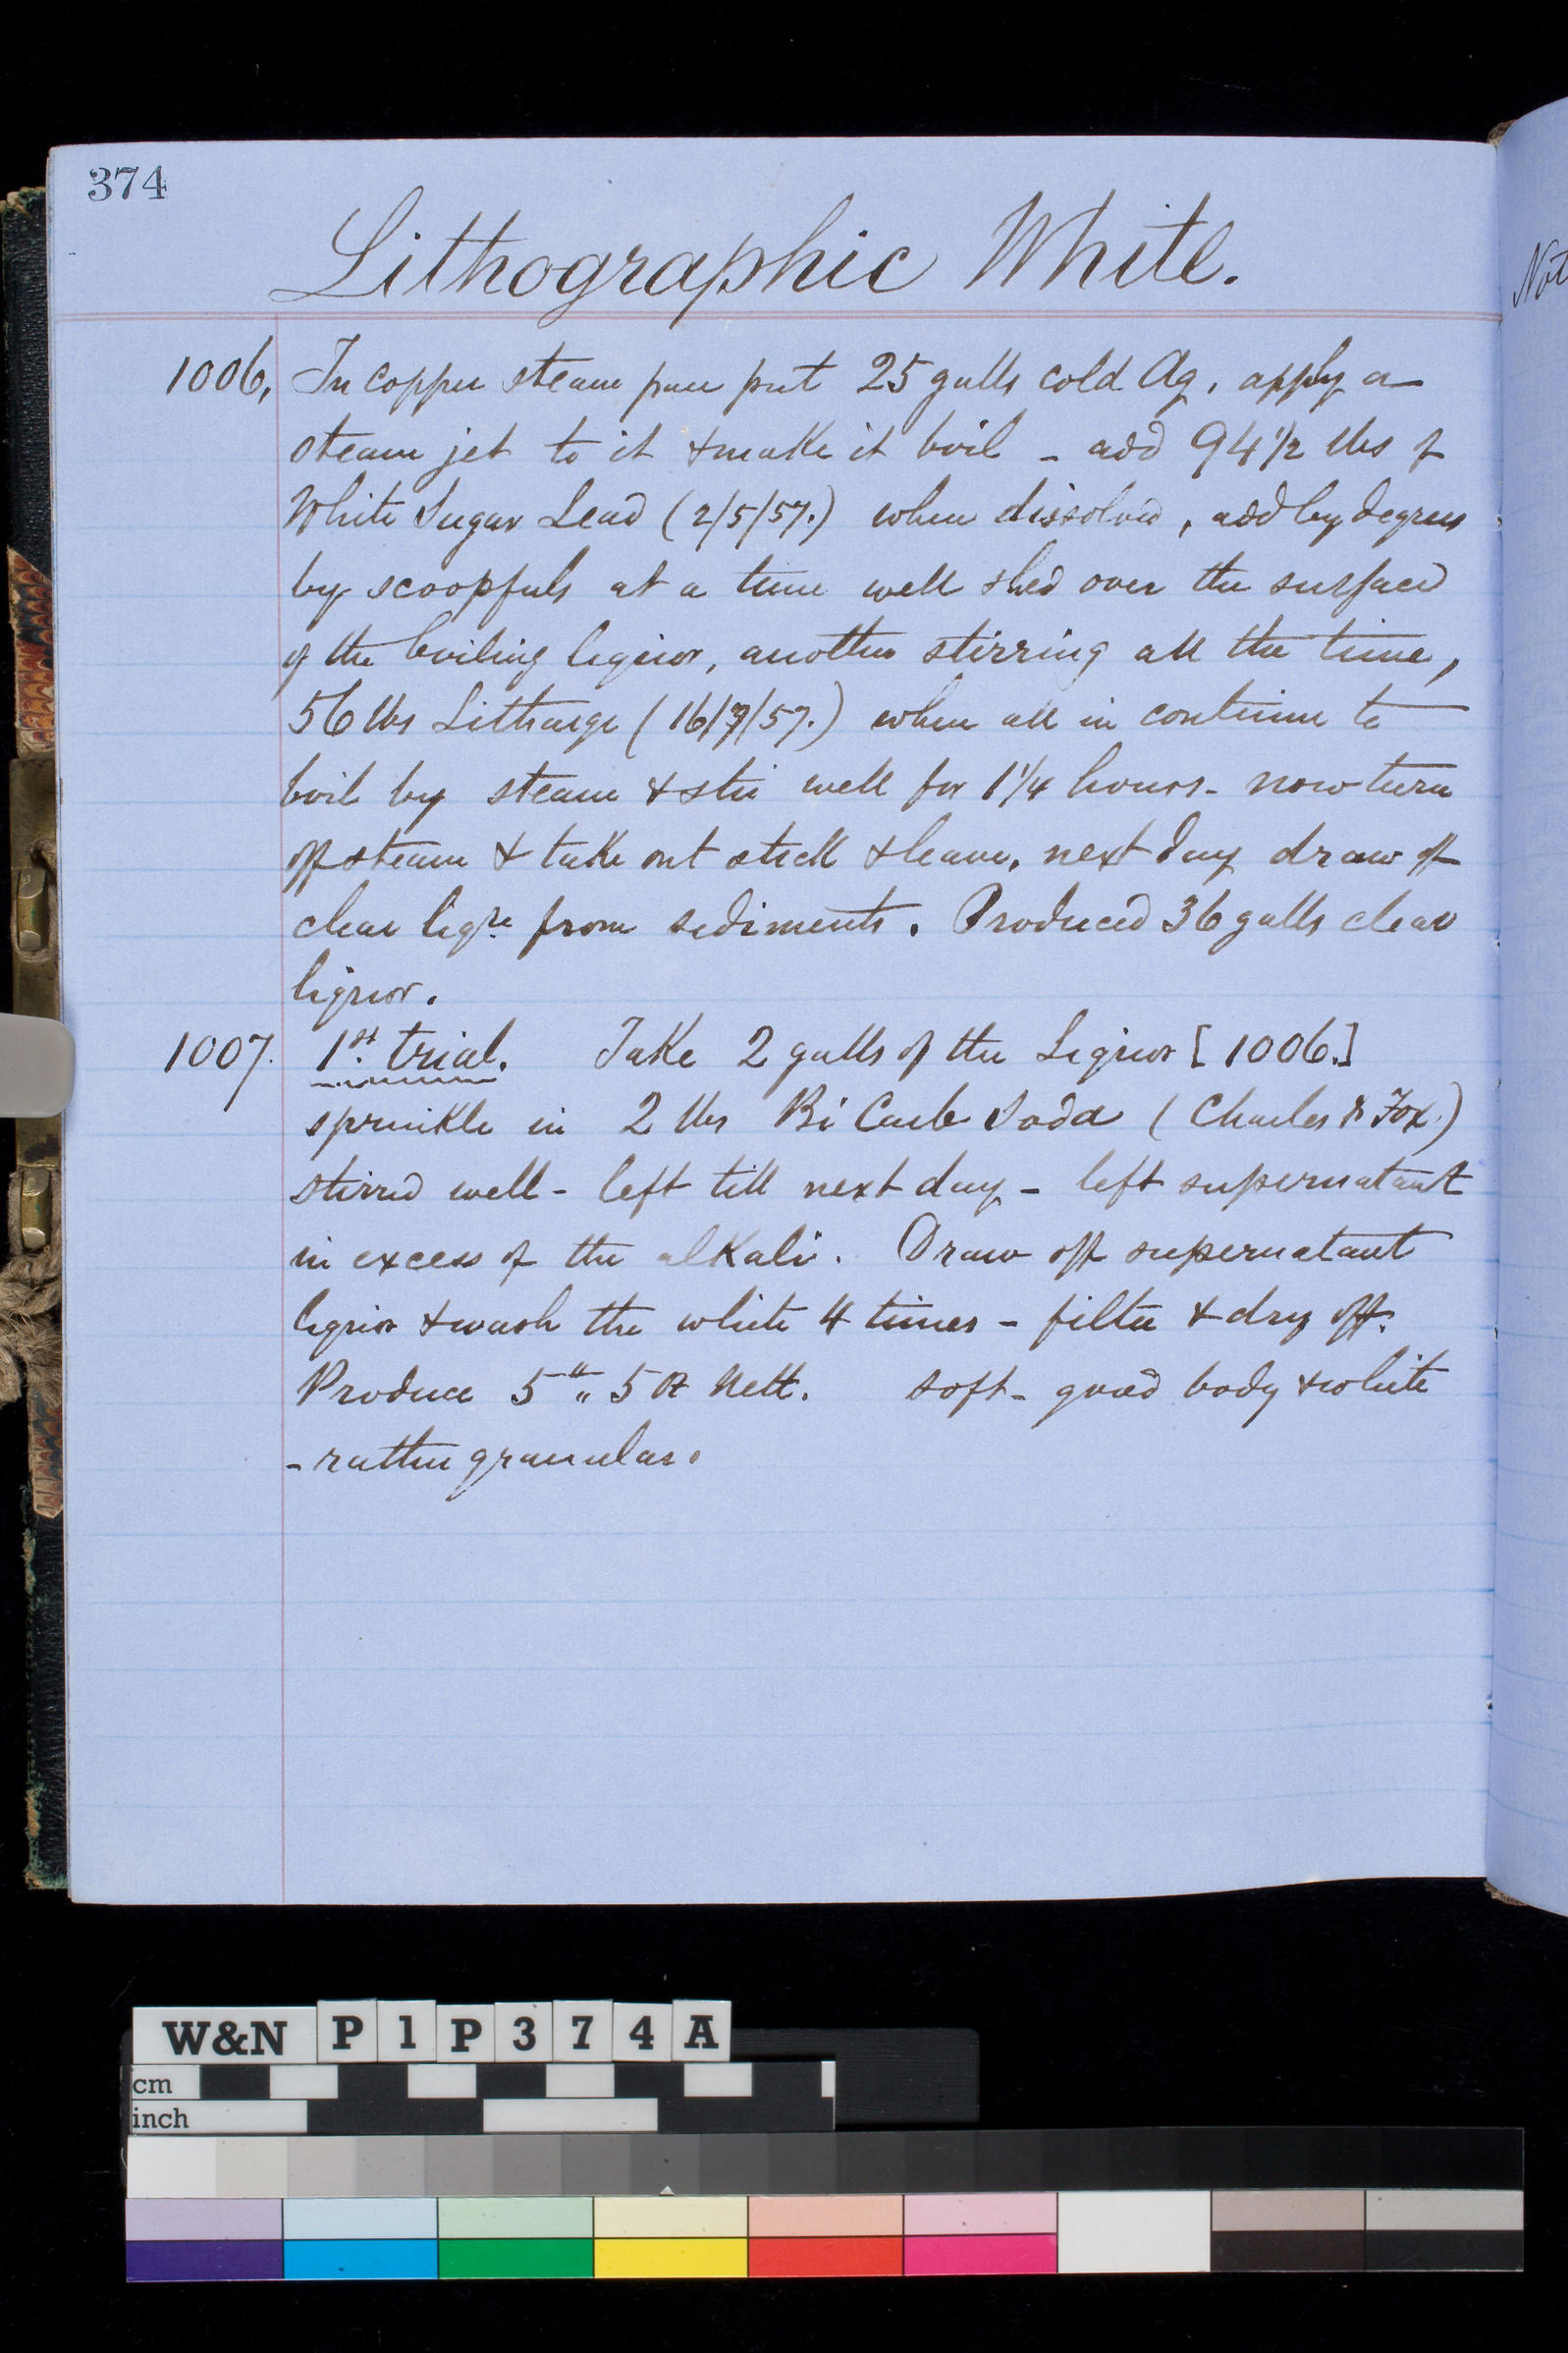 374
Lithographic White.
1006, In copper steam pan put 25 galls cold Aq, apply a
steam jet to it & make it boil - add 94 1/2 lbs of
White Sugar Lead (2/5/57.) when dissolved, add by degrees
by scoopfuls at a time well shed over the surface
of the boiling liquor, another stirring all the time,
56 lbs Litharge (16/7/57.) when all in continue to
boil by steam & stir well for 1 1/4 hours - now turn
off steam & take out stick & leave, next day draw off
clear liqre from sediments. Produced 36 galls clear
liquor.
1007. 1st trial. Take 2 galls of the Liquor [1006.]
sprinkle in 2 lbs Bi Carb Soda (Charles & Fox)
stirred well - left till next day - left supernatant
in excess of the alkali. Draw off supernatant
liquor & wash the white 4 times - filter & dry off.
Produce 5 lb " 5 oz Nett. soft - good body & white
- rather granular.
Not
W&N P1P374A
cm
inch